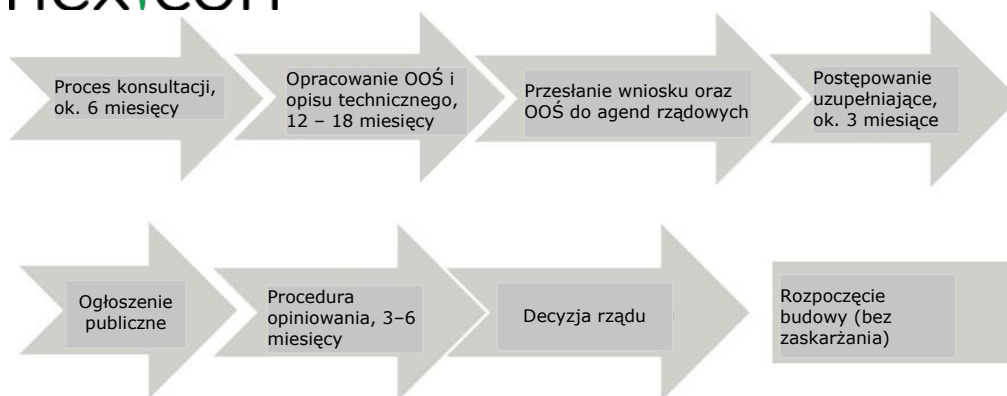 Proces konsultacji,
ok. 6 miesięcy
Opracowanie OOŚ i
opisu technicznego,
12 – 18 miesięcy
Przesłanie wniosku oraz
OOŚ do agend rządowych
Postępowanie
uzupełniające,
ok. 3 miesiące
Ogłoszenie
publiczne
Procedura
opiniowania, 3–6
miesięcy
Decyzja rządu
Rozpoczęcie
budowy (bez
zaskarżania)